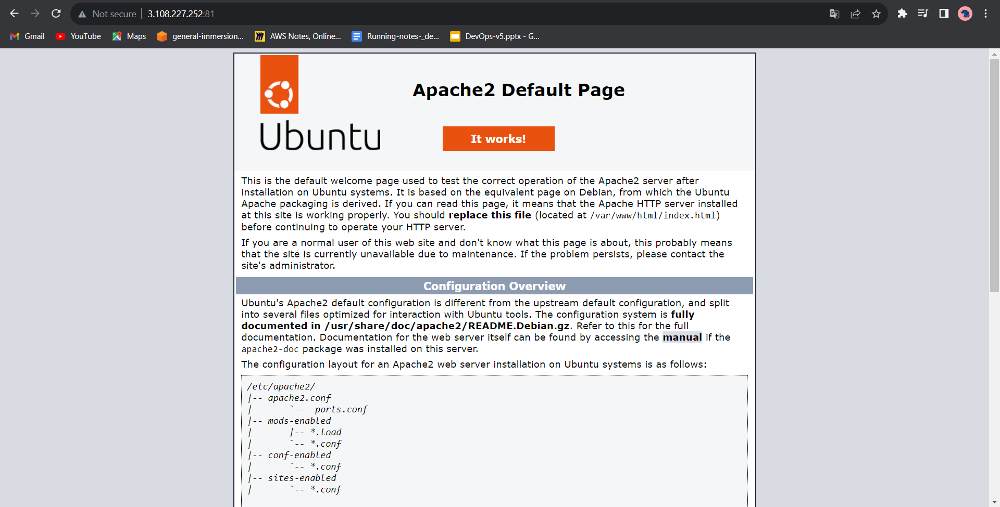 Not secure 3.108.227.252:81
Gmail YouTube Maps general-immersion... AWS Notes, Online... Running-notes-_de... DevOps-v5.pptx - G...
Apache2 Default Page
Ubuntu
It works!
This is the default welcome page used to test the correct operation of the Apache2 server after
installation on Ubuntu systems. It is based on the equivalent page on Debian, from which the Ubuntu
Apache packaging is derived. If you can read this page, it means that the Apache HTTP server installed
at this site is working properly. You should replace this file (located at /var/www/html/index.html)
before continuing to operate your HTTP server.
If you are a normal user of this web site and don't know what this page is about, this probably means
that the site is currently unavailable due to maintenance. If the problem persists, please contact the
site's administrator.
Configuration Overview
Ubuntu's Apache2 default configuration is different from the upstream default configuration, and split
into several files optimized for interaction with Ubuntu tools. The configuration system is fully
documented in /usr/share/doc/apache2/README.Debian.gz. Refer to this for the full
documentation. Documentation for the web server itself can be found by accessing the manual if the
apache2-doc package was installed on this server.
The configuration layout for an Apache2 web server installation on Ubuntu systems is as follows:
/etc/apache2/
|-- apache2.conf
|       `--  ports.conf
|-- mods-enabled
|       |-- *.load
|       `-- *.conf
|-- conf-enabled
|       `-- *.conf
|-- sites-enabled
|       `-- *.conf